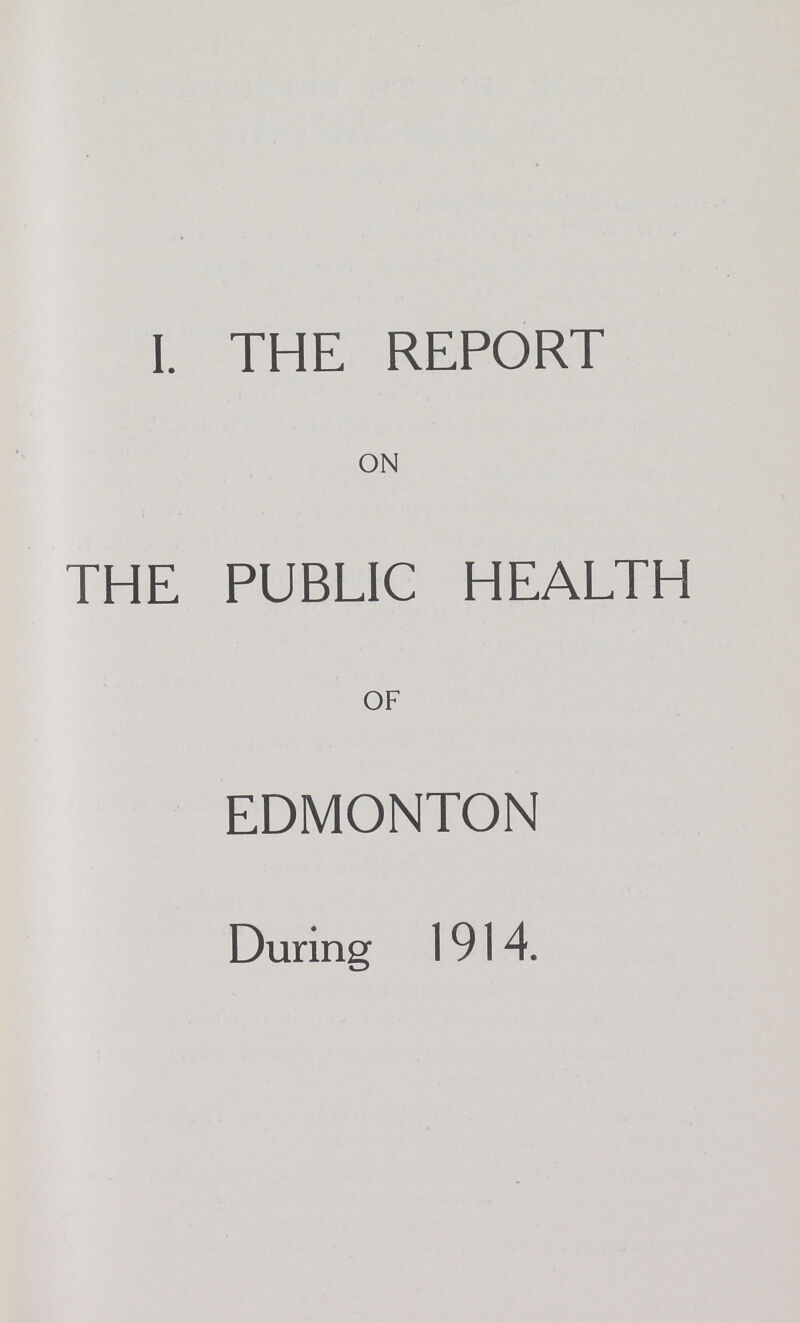 I. THE REPORT
ON
THE PUBLIC HEALTH
OF
EDMONTON
During 1914.